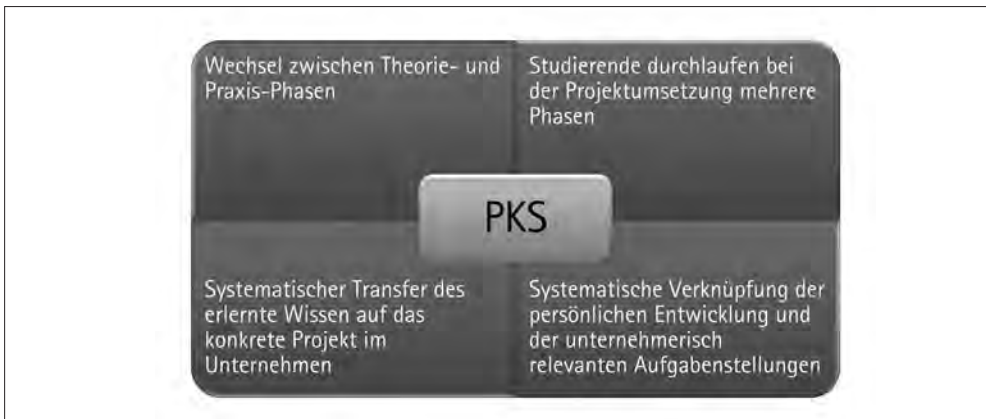 Wechsel zwischen Theorie- und
Praxis-Phasen
Studierende durchlaufen bei
der Projektumsetzung mehrere
Phasen
PKS
Systematischer Transfer des
erlernte Wissen auf das
konkrete Projekt im
Unternehmen
Systematische Verknüpfung der
persönlichen Entwicklung und
der unternehmerisch
relevanten Aufgabenstellungen